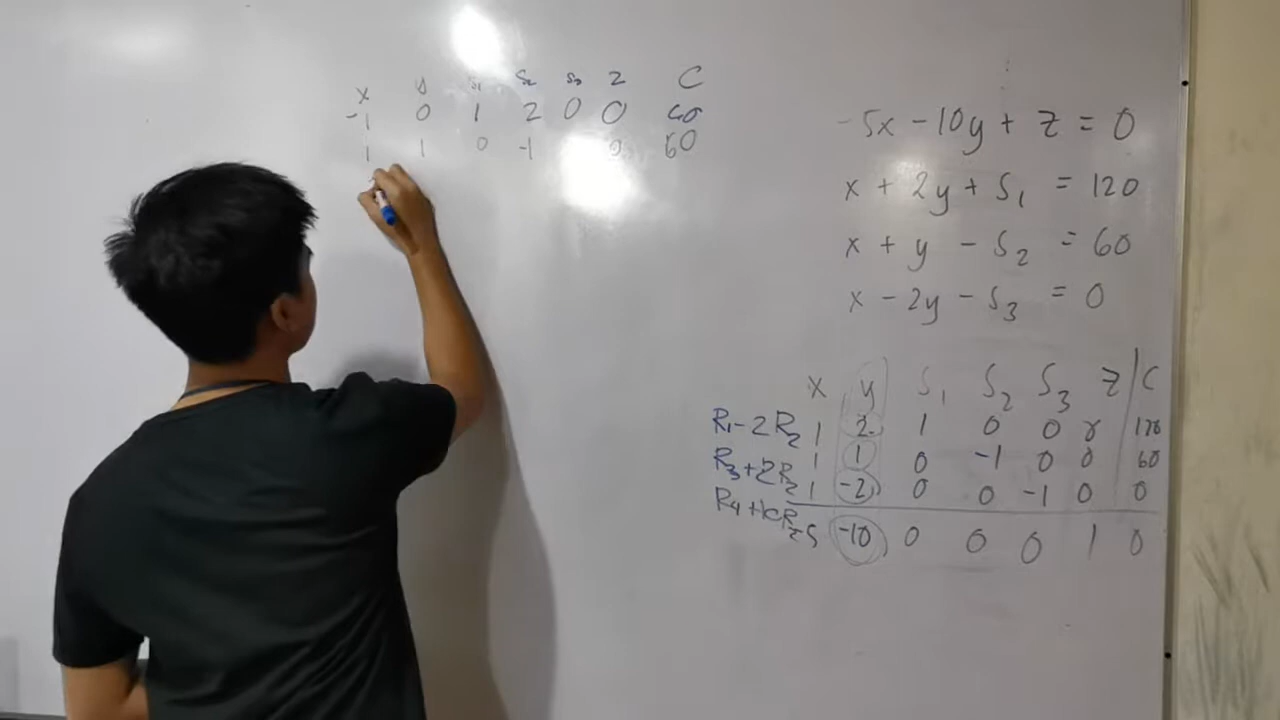 x y S1 S2 S3 Z C
-1 0 1 2 0 0
1 1 0 -1 0 60
-5x - 10y + Z = 0
x + 2y + S1 = 120
x + y - S2 = 60
x - 2y - S3 = 0
x y S1 S2 S3 Z C
R1-2R2 1 2 1 0 0 0 120
R3+2R2 1 1 0 -1 0 0 60
1 -2 0 0 -1 0 0
R4+10R2 -10 0 0 0 1 0